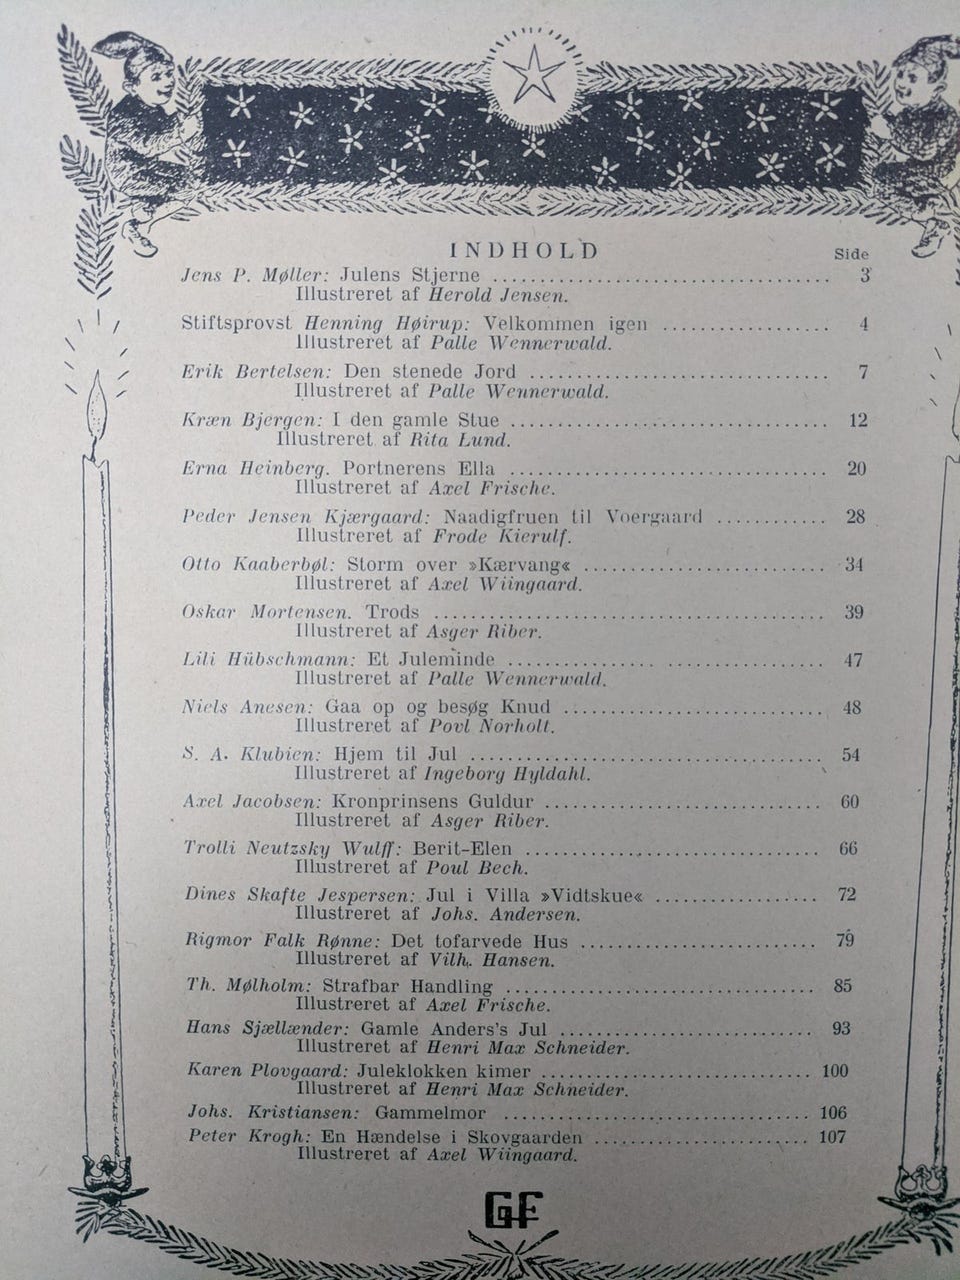 INDHOLD
Side
Jens P. Møller: Julens Stjerne ........................................ 3
Illustreret af Herold Jensen.
Stiftsprovst Henning Høirup: Velkommen igen .................. 4
Illustreret af Palle Wennerwald.
Erik Bertelsen: Den stenede Jord .................................. 7
Illustreret af Palle Wennerwald.
Kræn Bjergen: I den gamle Stue .................................... 12
Illustreret af Rita Lund.
Erna Heinberg. Portnerens Ella .................................... 20
Illustreret af Axel Frische.
Peder Jensen Kjærgaard: Naadigfruen til Voergaard ............ 28
Illustreret af Frode Kierulf.
Otto Kaaberbøl: Storm over »Kærvang« ............................ 34
Illustreret af Axel Wiingaard.
Oskar Mortensen. Trods ............................................ 39
Illustreret af Asger Riber.
Lili Hübschmann: Et Juleminde .................................... 47
Illustreret af Palle Wennerwald.
Niels Anesen: Gaa op og besøg Knud .............................. 48
Illustreret af Povl Norholt.
S. A. Klubien: Hjem til Jul ........................................ 54
Illustreret af Ingeborg Hyldahl.
Axel Jacobsen: Kronprinsens Guldur ................................ 60
Illustreret af Asger Riber.
Trolli Neutzsky Wulff: Berit-Elen .................................. 66
Illustreret af Poul Bech.
Dines Skafte Jespersen: Jul i Villa »Vidtskue« .................. 72
Illustreret af Johs. Andersen.
Rigmor Falk Rønne: Det tofarvede Hus ............................ 79
Illustreret af Vilh. Hansen.
Th. Mølholm: Strafbar Handling .................................... 85
Illustreret af Axel Frische.
Hans Sjællænder: Gamle Anders's Jul .............................. 93
Illustreret af Henri Max Schneider.
Karen Plovgaard: Juleklokken kimer ................................ 100
Illustreret af Henri Max Schneider.
Johs. Kristiansen: Gammelmor .................................... 106
Peter Krogh: En Hændelse i Skovgaarden .......................... 107
Illustreret af Axel Wiingaard.
GF